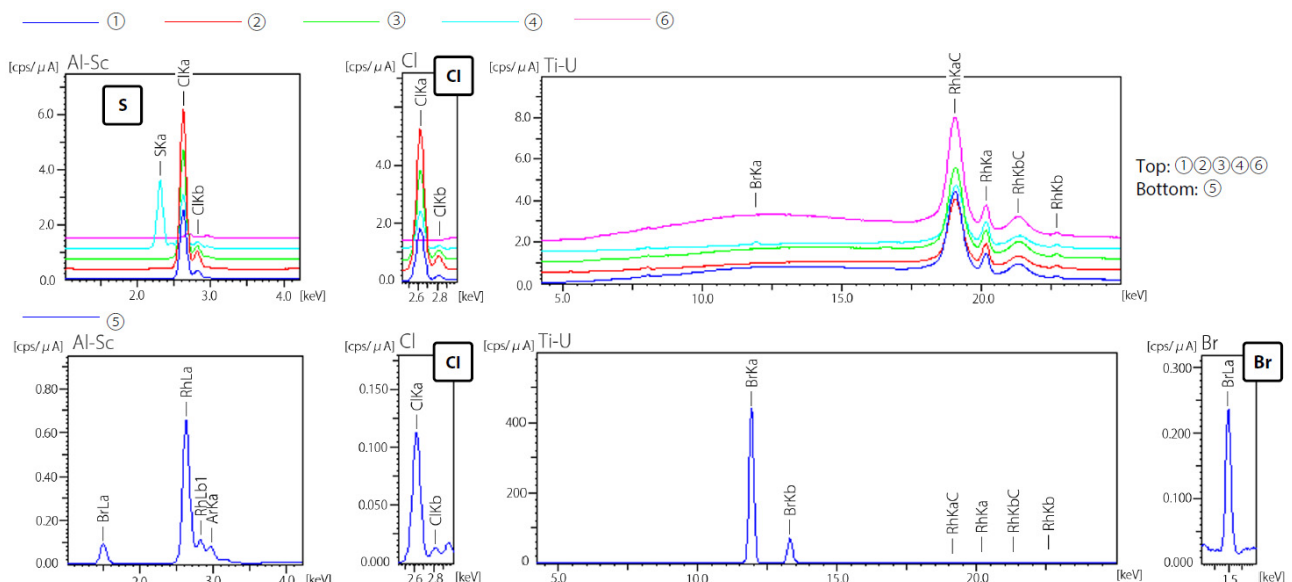 ① ② ③ ④ ⑥
[cps/μA] Al-Sc
S
SKa
ClKa
ClKb
6.0
4.0
2.0
0.0
2.0 3.0 4.0 [keV]
[cps/μA] Cl
Cl
ClKa
ClKb
4.0
2.0
0.0
2.6 2.8 [keV]
[cps/μA] Ti-U
BrKa
RhKaC
RhKa
RhKbC
RhKb
8.0
6.0
4.0
2.0
0.0
5.0 10.0 15.0 20.0 [keV]
Top: ①②③④⑥
Bottom: ⑤
⑤
[cps/μA] Al-Sc
BrLa
RhLa
RhLb1
ArKa
0.80
0.60
0.40
0.20
0.00
2.0 3.0 4.0 [keV]
[cps/μA] Cl
Cl
ClKa
ClKb
0.150
0.100
0.050
0.000
2.6 2.8 [keV]
[cps/μA] Ti-U
BrKa
BrKb
RhKaC
RhKa
RhKbC
RhKb
400
200
0
5.0 10.0 15.0 20.0 [keV]
[cps/μA] Br
Br
BrLa
0.300
0.200
0.100
0.000
1.5 [keV]